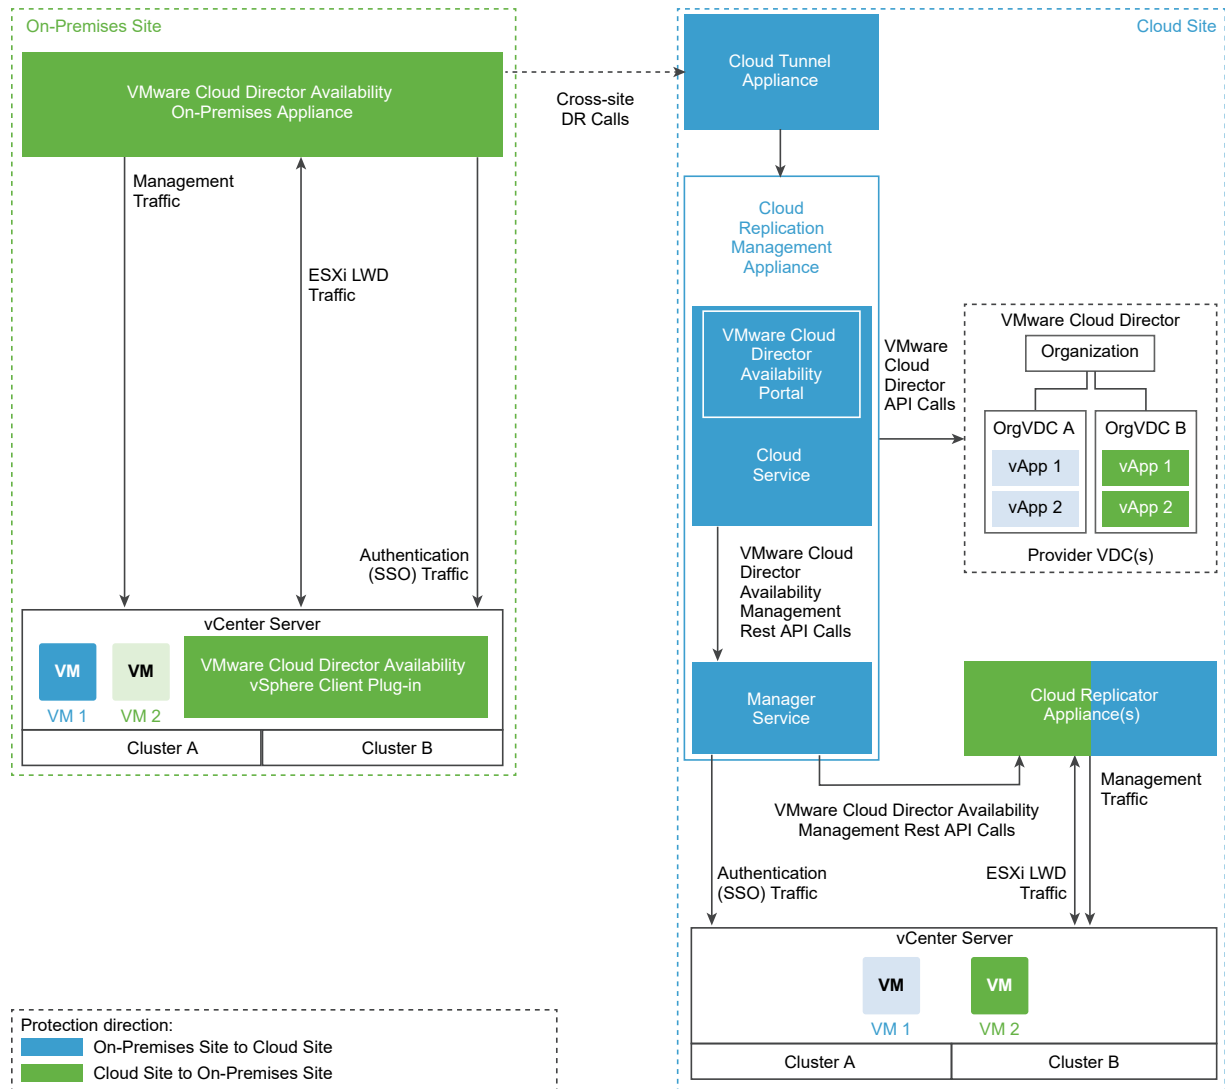 On-Premises Site
VMware Cloud Director Availability
On-Premises Appliance
Management
Traffic
ESXi LWD
Traffic
Authentication
(SSO) Traffic
vCenter Server
VM
VM 1
VM
VM 2
VMware Cloud Director Availability
vSphere Client Plug-in
Cluster A
Cluster B
Cross-site
DR Calls
Cloud Site
Cloud Tunnel
Appliance
Cloud
Replication
Management
Appliance
VMware Cloud
Director
Availability
Portal
Cloud
Service
VMware
Cloud
Director
API Calls
VMware Cloud Director
Organization
OrgVDC A
vApp 1
vApp 2
OrgVDC B
vApp 1
vApp 2
Provider VDC(s)
VMware Cloud
Director
Availability
Management
Rest API Calls
Manager
Service
Cloud Replicator
Appliance(s)
VMware Cloud Director Availability
Management Rest API Calls
Management
Traffic
Authentication
(SSO) Traffic
ESXi LWD
Traffic
vCenter Server
VM
VM 1
VM
VM 2
Cluster A
Cluster B
Protection direction:
On-Premises Site to Cloud Site
Cloud Site to On-Premises Site